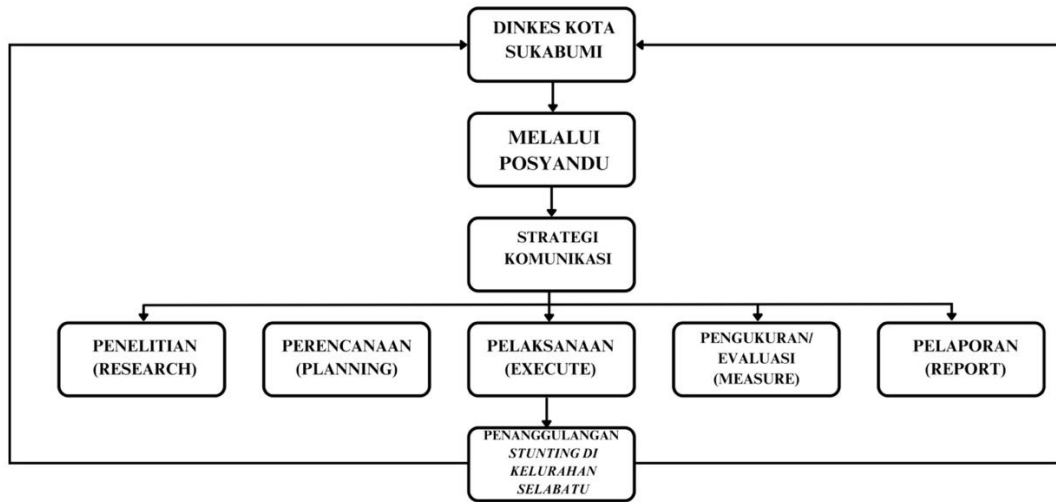 DINKES KOTA
SUKABUMI
MELALUI
POSYANDU
STRATEGI
KOMUNIKASI
PENELITIAN
(RESEARCH)
PERENCANAAN
(PLANNING)
PELAKSANAAN
(EXECUTE)
PENGUKURAN/
EVALUASI
(MEASURE)
PELAPORAN
(REPORT)
PENANGGULANGAN
STUNTING DI
KELURAHAN
SELABATU